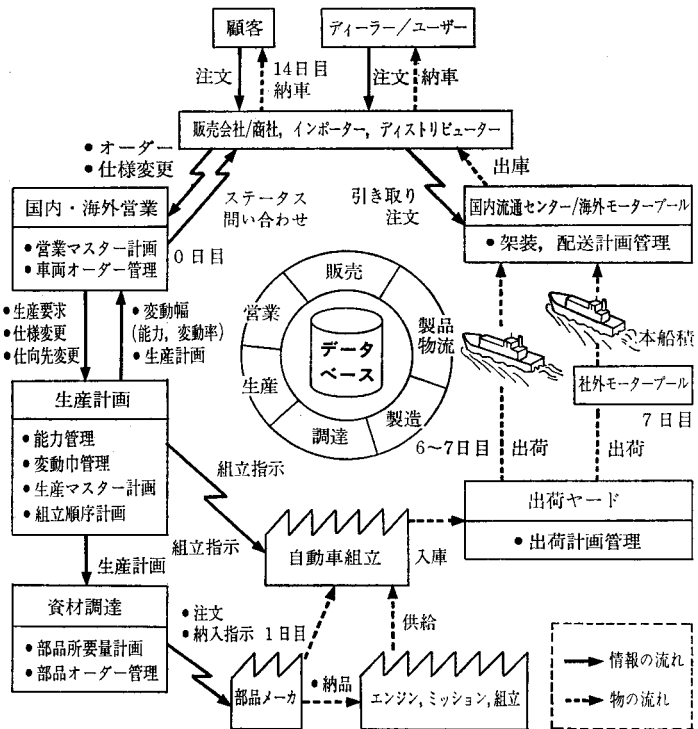 顧客
ディーラー／ユーザー
注文
14日目
納車
注文
納車
販売会社/商社，インポーター，ディストリビューター
● オーダー
● 仕様変更
ステータス
問い合わせ
引き取り
注文
出庫
国内・海外営業
● 営業マスター計画
● 車両オーダー管理
0日目
国内流通センター/海外モータープール
● 架装，配送計画管理
● 生産要求
● 仕様変更
● 仕向先変更
● 変動幅
(能力，変動率)
● 生産計画
販売
営業
製品
物流
生産
製造
調達
データ
ベース
本船積
社外モータープール
7日目
6～7日目
出荷
出荷
生産計画
● 能力管理
● 変動巾管理
● 生産マスター計画
● 組立順序計画
組立指示
組立指示
自動車組立
入庫
出荷ヤード
● 出荷計画管理
生産計画
資材調達
● 部品所要量計画
● 部品オーダー管理
● 注文
● 納入指示 1日目
供給
部品メーカ
● 納品
エンジン，ミッション，組立
情報の流れ
物の流れ